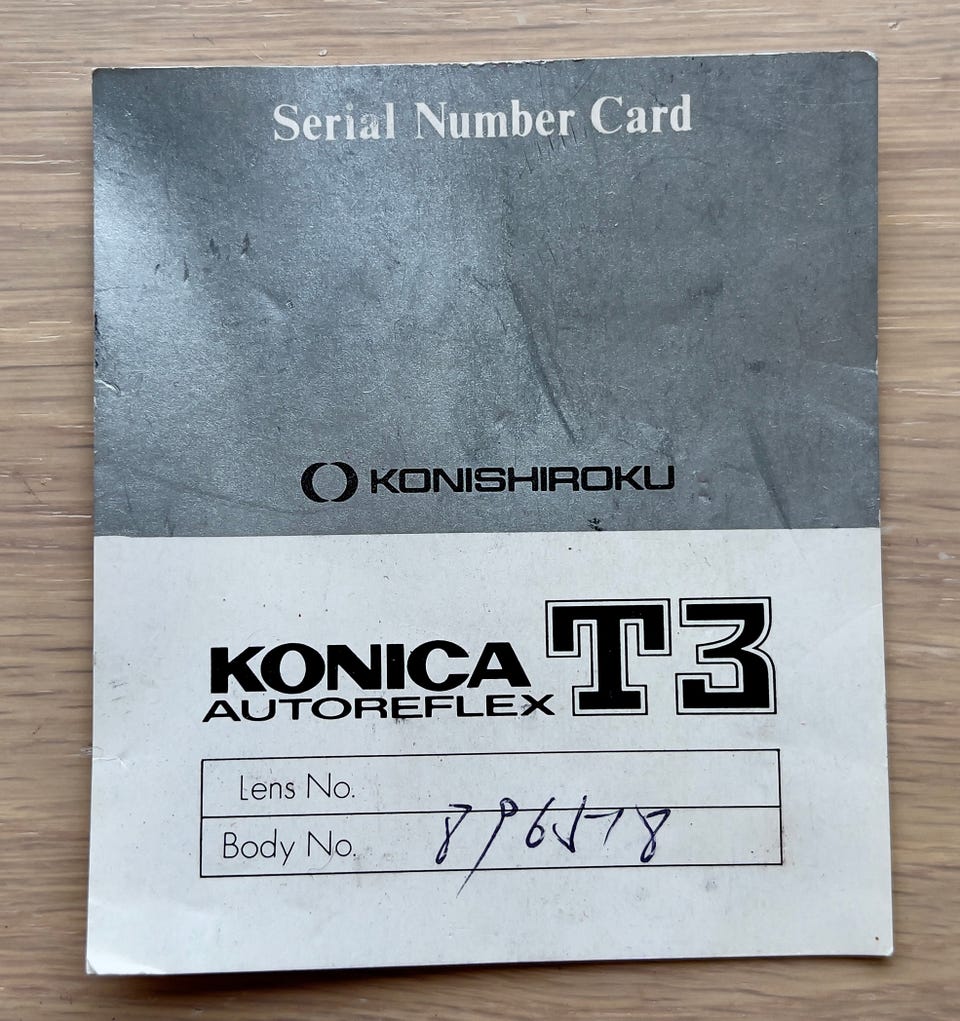 Serial Number Card
KONISHIROKU
KONICA T3
AUTOREFLEX
Lens No.
Body No. 896578